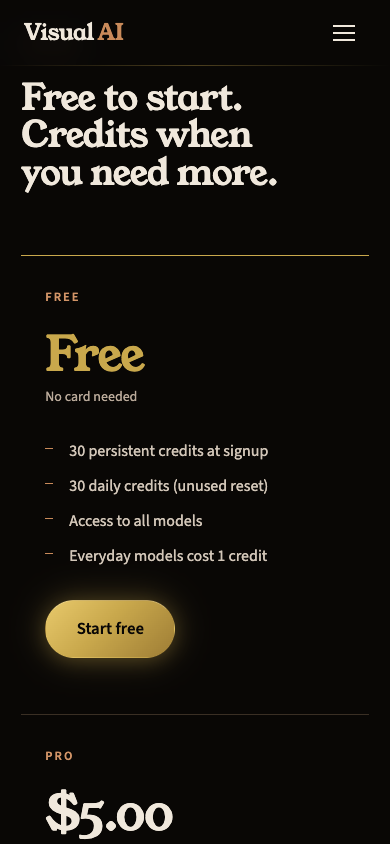 Visual AI
Free to start.
Credits when
you need more.
FREE
Free
No card needed
30 persistent credits at signup
30 daily credits (unused reset)
Access to all models
Everyday models cost 1 credit
Start free
PRO
$5.00